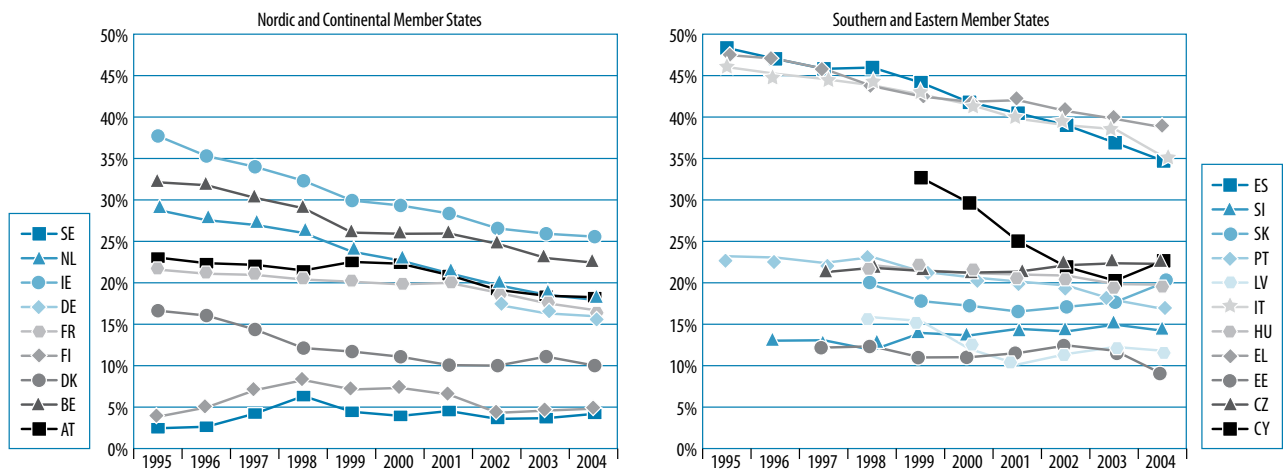 Nordic and Continental Member States
50%
45%
40%
35%
30%
25%
20%
15%
10%
5%
0%
1995 1996 1997 1998 1999 2000 2001 2002 2003 2004
SE
NL
IE
DE
FR
FI
DK
BE
AT
Southern and Eastern Member States
50%
45%
40%
35%
30%
25%
20%
15%
10%
5%
0%
1995 1996 1997 1998 1999 2000 2001 2002 2003 2004
ES
SI
SK
PT
LV
IT
HU
EL
EE
CZ
CY